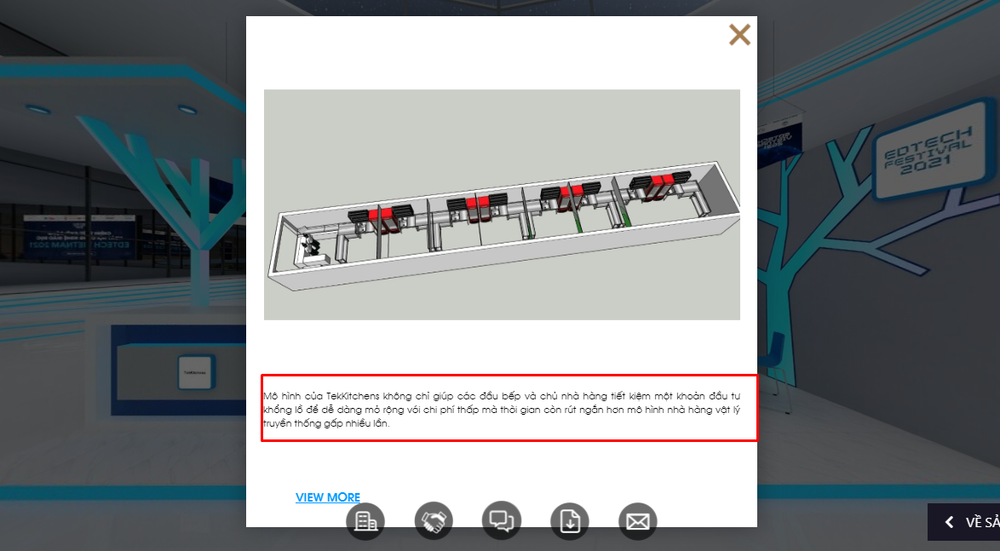 EDTECH
FESTIVAL
2021
TekKitchens
Mô hình của TekKitchens không chỉ giúp các đầu bếp và chủ nhà hàng tiết kiệm một khoản đầu tư
khổng lồ để dễ dàng mở rộng với chi phí thấp mà thời gian còn rút ngắn hơn mô hình nhà hàng vật lý
truyền thống gấp nhiều lần.
VIEW MORE
VỀ SẢ